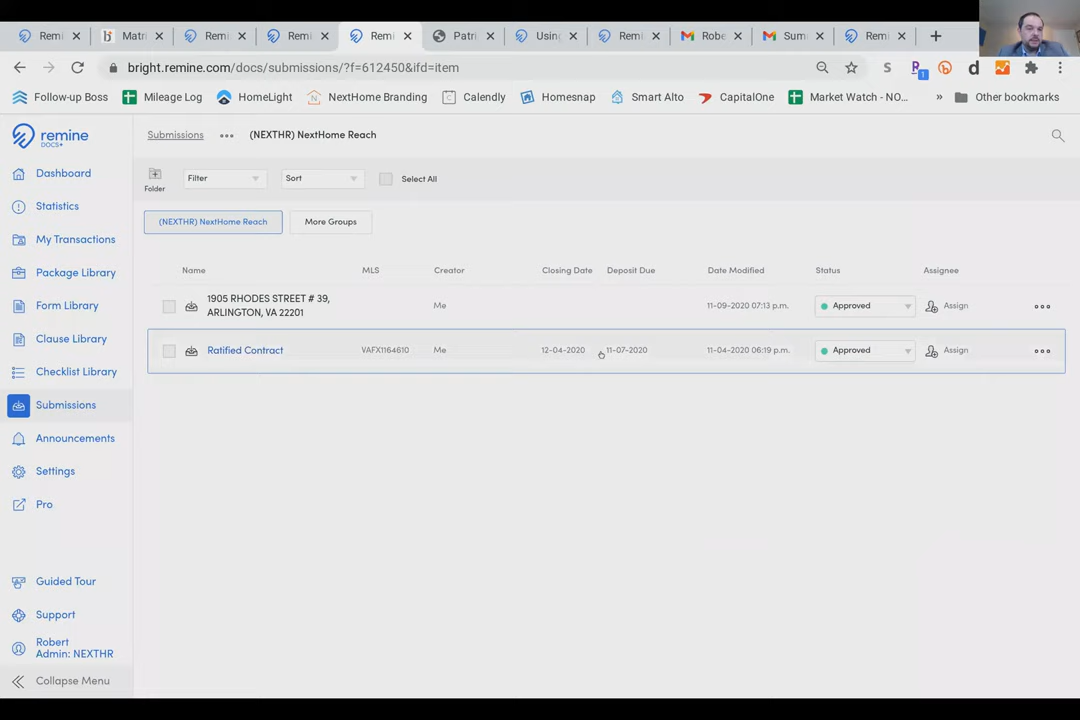 Remi
Matri
Remi
Remi
Remi
Patri
Using
Remi
Robe
Sum
Remi
bright.remine.com/docs/submissions/?f=612450&ifd=item
S
R
1
d
Follow-up Boss
Mileage Log
HomeLight
NextHome Branding
Calendly
Homesnap
Smart Alto
CapitalOne
Market Watch - NO...
»
Other bookmarks
remine
DOCS+
Submissions
(NEXTHR) NextHome Reach
Dashboard
Statistics
My Transactions
Package Library
Form Library
Clause Library
Checklist Library
Submissions
Announcements
Settings
Pro
Guided Tour
Support
Robert
Admin: NEXTHR
Collapse Menu
Folder
Filter
Sort
Select All
(NEXTHR) NextHome Reach
More Groups
Name MLS Creator Closing Date Deposit Due Date Modified Status Assignee
1905 RHODES STREET # 39,
ARLINGTON, VA 22201
Me 11-09-2020 07:13 p.m. Approved Assign
Ratified Contract VAFX1164610 Me 12-04-2020 11-07-2020 11-04-2020 06:19 p.m. Approved Assign